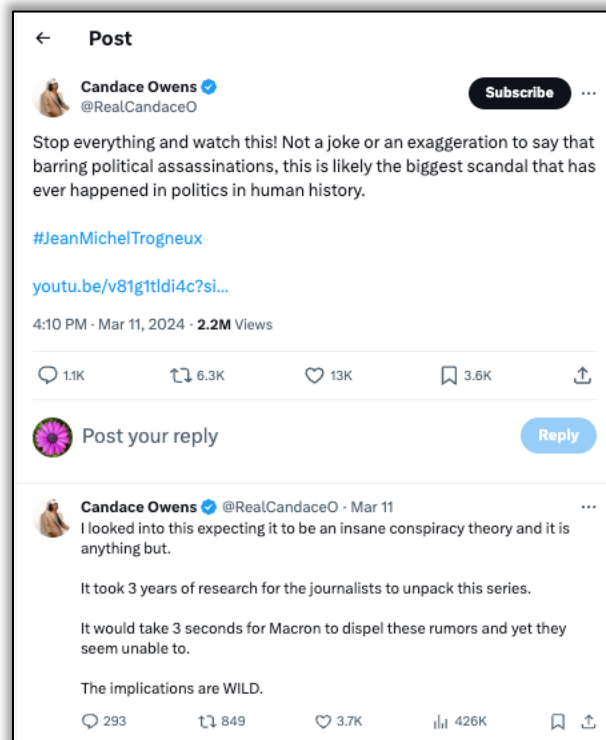 Post
Candace Owens
@RealCandaceO
Subscribe
Stop everything and watch this! Not a joke or an exaggeration to say that
barring political assassinations, this is likely the biggest scandal that has
ever happened in politics in human history.
#JeanMichelTrogneux
youtu.be/v81g1tldi4c?si...
4:10 PM · Mar 11, 2024 · 2.2M Views
1.1K 6.3K 13K 3.6K
Post your reply
Reply
Candace Owens @RealCandaceO · Mar 11
I looked into this expecting it to be an insane conspiracy theory and it is
anything but.
It took 3 years of research for the journalists to unpack this series.
It would take 3 seconds for Macron to dispel these rumors and yet they
seem unable to.
The implications are WILD.
293 849 3.7K 426K